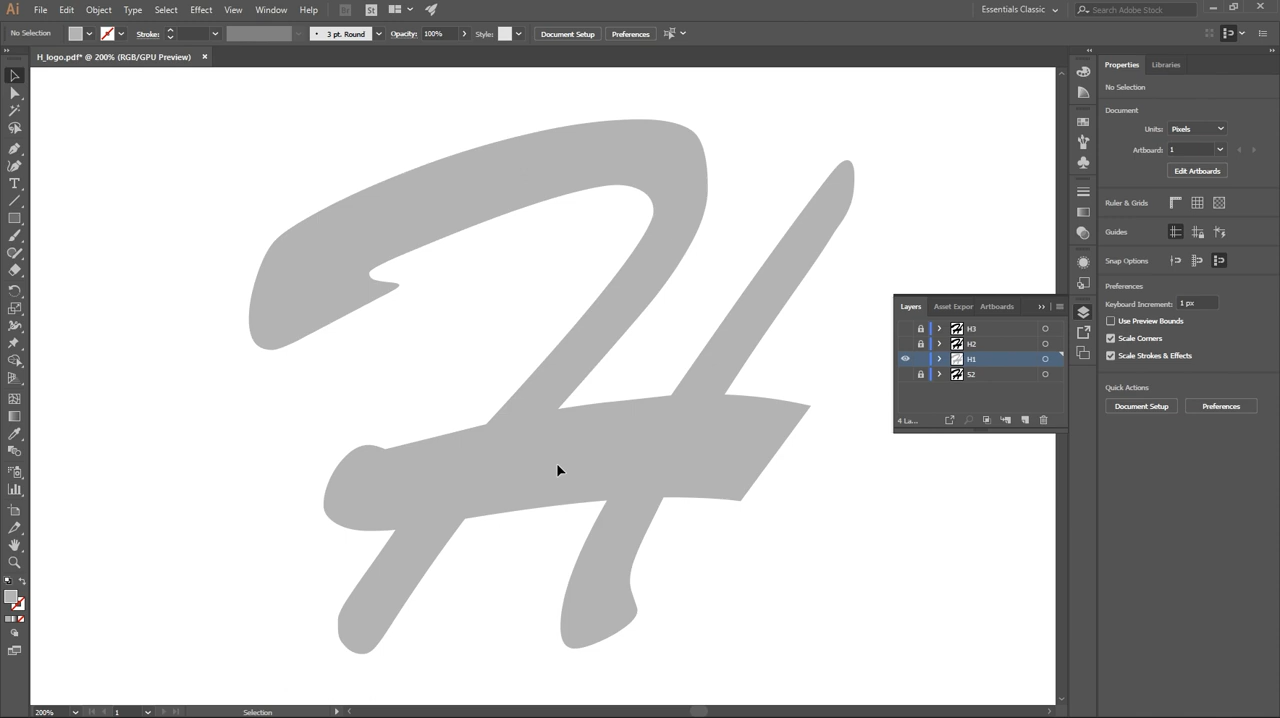 Ai File Edit Object Type Select Effect View Window Help Br St Essentials Classic Search Adobe Stock
No Selection Stroke: 3 pt. Round Opacity: 100% Style: Document Setup Preferences
H_logo.pdf* @ 200% (RGB/GPU Preview) ×
Properties Libraries
No Selection
Document
Units: Pixels
Artboard: 1
Edit Artboards
Ruler & Grids
Guides
Snap Options
Preferences
Keyboard Increment: 1 px
Use Preview Bounds
Scale Corners
Scale Strokes & Effects
Quick Actions
Document Setup Preferences
H
Layers Asset Expor Artboards
H3
H2
H1
52
4 La...
200% 1 Selection